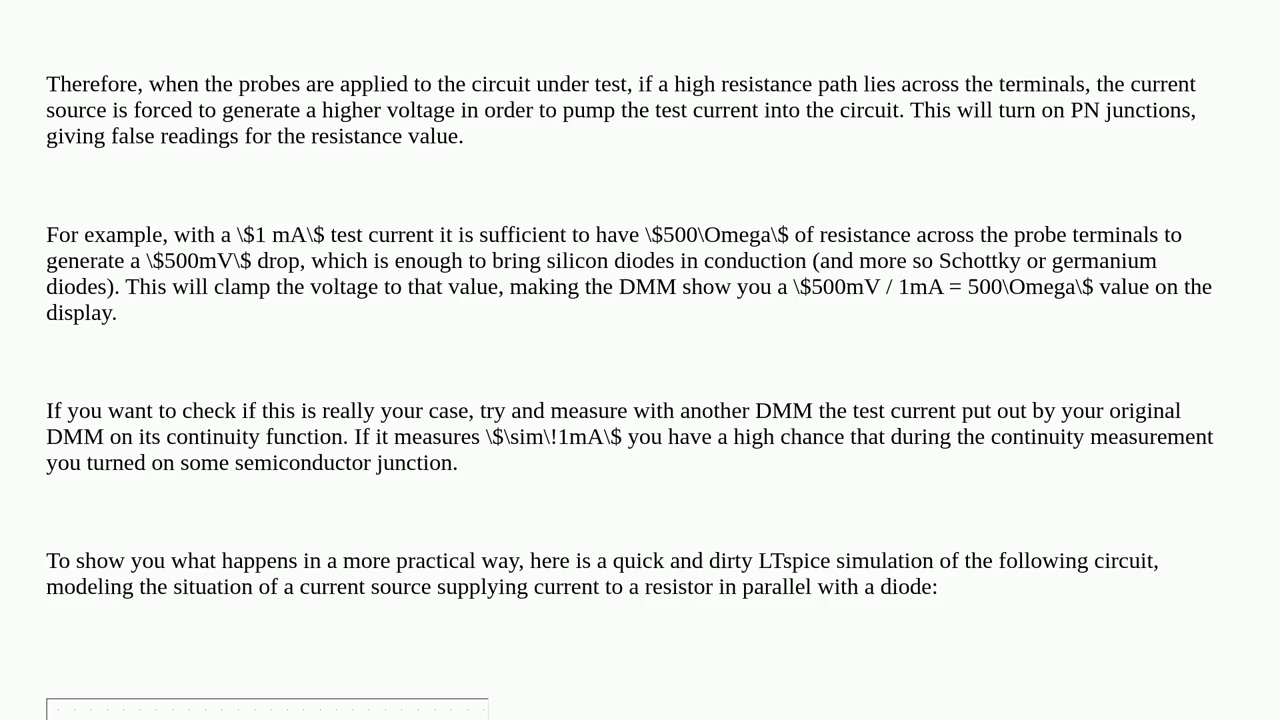 Therefore, when the probes are applied to the circuit under test, if a high resistance path lies across the terminals, the current
source is forced to generate a higher voltage in order to pump the test current into the circuit. This will turn on PN junctions,
giving false readings for the resistance value.
For example, with a \$1 mA\$ test current it is sufficient to have \$500\Omega\$ of resistance across the probe terminals to
generate a \$500mV\$ drop, which is enough to bring silicon diodes in conduction (and more so Schottky or germanium
diodes). This will clamp the voltage to that value, making the DMM show you a \$500mV / 1mA = 500\Omega\$ value on the
display.
If you want to check if this is really your case, try and measure with another DMM the test current put out by your original
DMM on its continuity function. If it measures \$\sim\!1mA\$ you have a high chance that during the continuity measurement
you turned on some semiconductor junction.
To show you what happens in a more practical way, here is a quick and dirty LTspice simulation of the following circuit,
modeling the situation of a current source supplying current to a resistor in parallel with a diode: